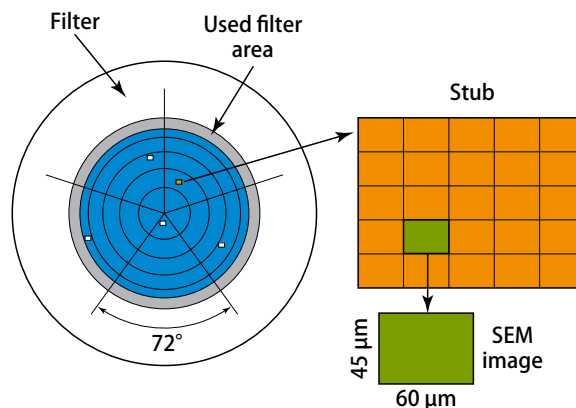 Filter
Used filter
area
Stub
72°
45 µm
SEM
image
60 µm